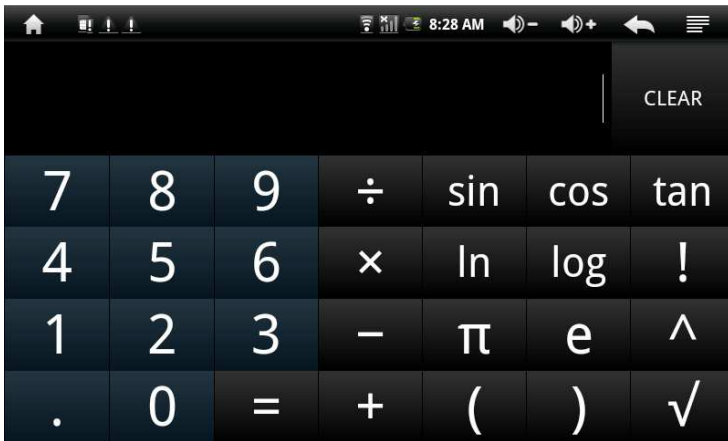 8:28 AM
CLEAR
7 8 9 ÷ sin cos tan
4 5 6 × ln log !
1 2 3 − π e ^
. 0 = + ( ) √